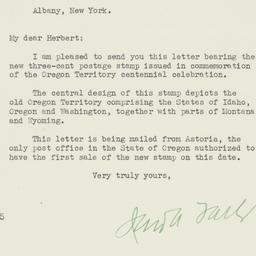 Albany, New York.
My dear Herbert:
I am pleased to send you this letter bearing the
new three-cent postage stamp issued in commemoration
of the Oregon Territory centennial celebration.
The central design of this stamp depicts the
old Oregon Territory comprising the States of Idaho,
Oregon and Washington, together with parts of Montana
and Wyoming.
This letter is being mailed from Astoria, the
only post office in the State of Oregon authorized to
have the first sale of the new stamp on this date.
Very truly yours,
5